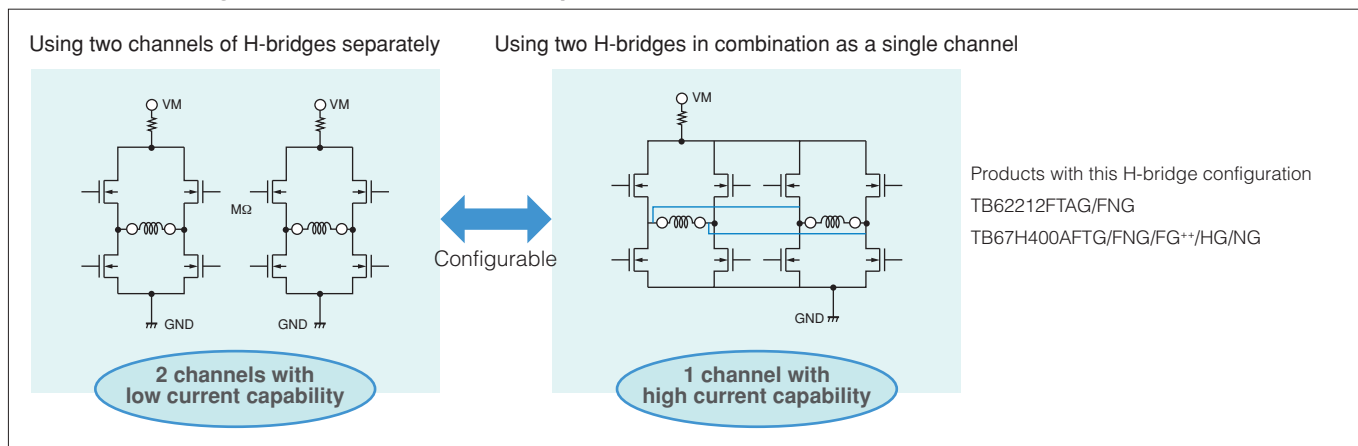 Using two channels of H-bridges separately
Using two H-bridges in combination as a single channel
VM
VM
VM
MΩ
GND
GND
GND
Configurable
2 channels with
low current capability
1 channel with
high current capability
Products with this H-bridge configuration
TB62212FTAG/FNG
TB67H400AFTG/FNG/FG++/HG/NG